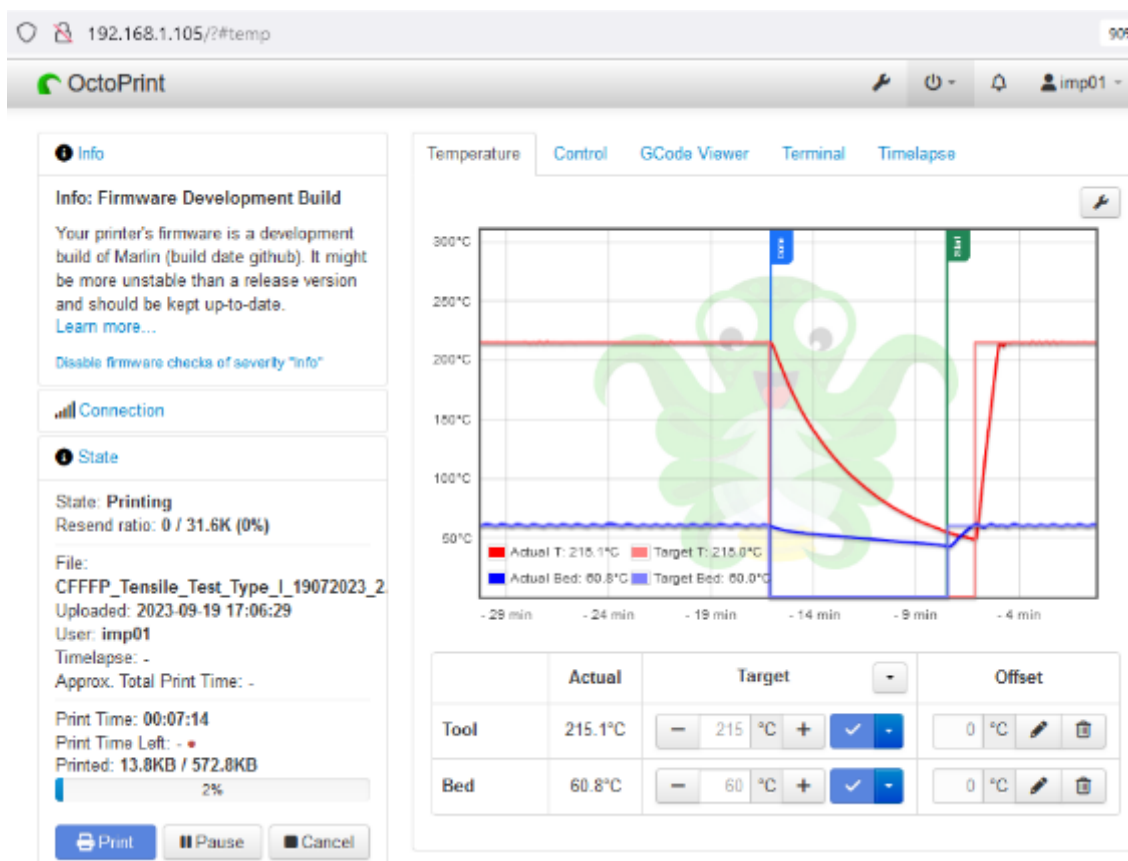 192.168.1.105/?#temp
OctoPrint
imp01
Info
Info: Firmware Development Build
Your printer's firmware is a development
build of Marlin (build date github). It might
be more unstable than a release version
and should be kept up-to-date.
Learn more...
Disable firmware checks of severity "info"
Connection
State
State: Printing
Resend ratio: 0 / 31.6K (0%)
File:
CFFFP_Tensile_Test_Type_I_19072023_2.
Uploaded: 2023-09-19 17:06:29
User: imp01
Timelapse: -
Approx. Total Print Time: -
Print Time: 00:07:14
Print Time Left: -
Printed: 13.8KB / 572.8KB
2%
Print Pause Cancel
Temperature Control GCode Viewer Terminal Timelapse
300°C
250°C
200°C
150°C
100°C
50°C
Done
Start
Actual T: 215.1°C Target T: 215.0°C
Actual Bed: 60.8°C Target Bed: 60.0°C
- 29 min - 24 min - 19 min - 14 min - 9 min - 4 min
Actual Target Offset
Tool 215.1°C − 215 °C + 0 °C
Bed 60.8°C − 60 °C + 0 °C